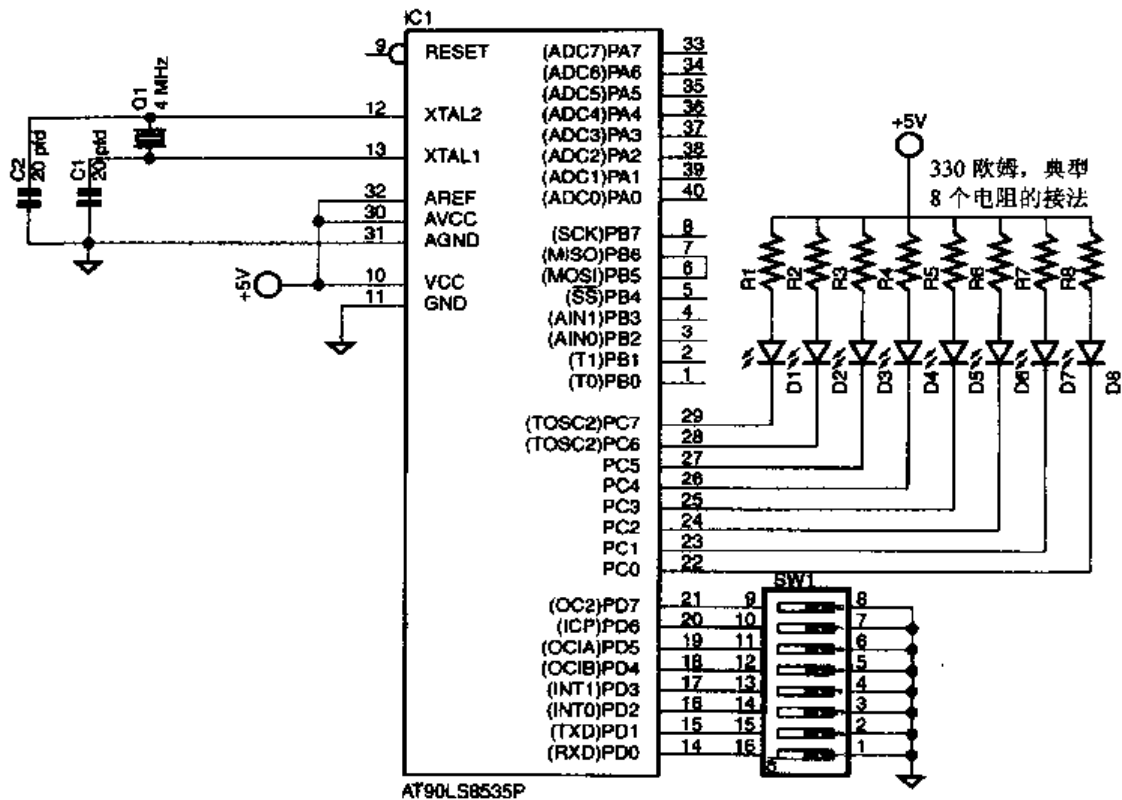 IC1
9
RESET
Q1
4 MHz
12
XTAL2
13
XTAL1
C2
20 pfd
C1
20 pfd
32
AREF
30
AVCC
31
AGND
+5V
10
VCC
11
GND
(ADC7)PA7 33
(ADC6)PA6 34
(ADC5)PA5 35
(ADC4)PA4 36
(ADC3)PA3 37
(ADC2)PA2 38
(ADC1)PA1 39
(ADC0)PA0 40
(SCK)PB7 8
(MISO)PB6 7
(MOSI)PB5 6
(SS)PB4 5
(AIN1)PB3 4
(AIN0)PB2 3
(T1)PB1 2
(T0)PB0 1
+5V
330 欧姆，典型
8 个电阻的接法
R1 R2 R3 R4 R5 R6 R7 R8
D1 D2 D3 D4 D5 D6 D7 D8
(TOSC2)PC7 29
(TOSC2)PC6 28
PC5 27
PC4 26
PC3 25
PC2 24
PC1 23
PC0 22
SW1
(OC2)PD7 21 9 8
(ICP)PD6 20 10 7
(OCIA)PD5 19 11 6
(OCIB)PD4 18 12 5
(INT1)PD3 17 13 4
(INT0)PD2 16 14 3
(TXD)PD1 15 15 2
(RXD)PD0 14 16 1
AT90LS8535P